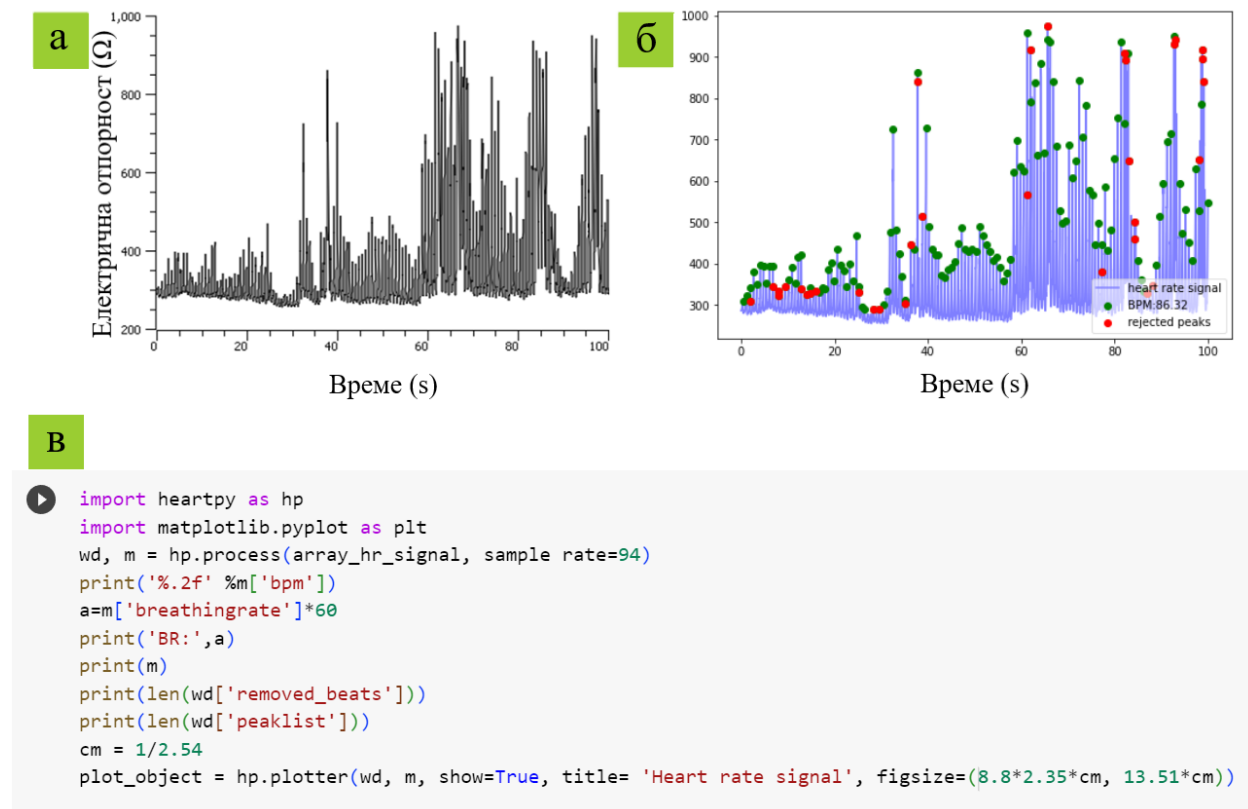 а
Електрична отпорност (Ω)
1,000
800
600
400
200
0
20
40
60
80
100
Време (s)
б
1000
900
800
700
600
500
400
300
0
20
40
60
80
100
heart rate signal
BPM:86.32
rejected peaks
Време (s)
в
import heartpy as hp
import matplotlib.pyplot as plt
wd, m = hp.process(array_hr_signal, sample rate=94)
print('%.2f' %m['bpm'])
a=m['breathingrate']*60
print('BR:',a)
print(m)
print(len(wd['removed_beats']))
print(len(wd['peaklist']))
cm = 1/2.54
plot_object = hp.plotter(wd, m, show=True, title= 'Heart rate signal', figsize=(8.8*2.35*cm, 13.51*cm))